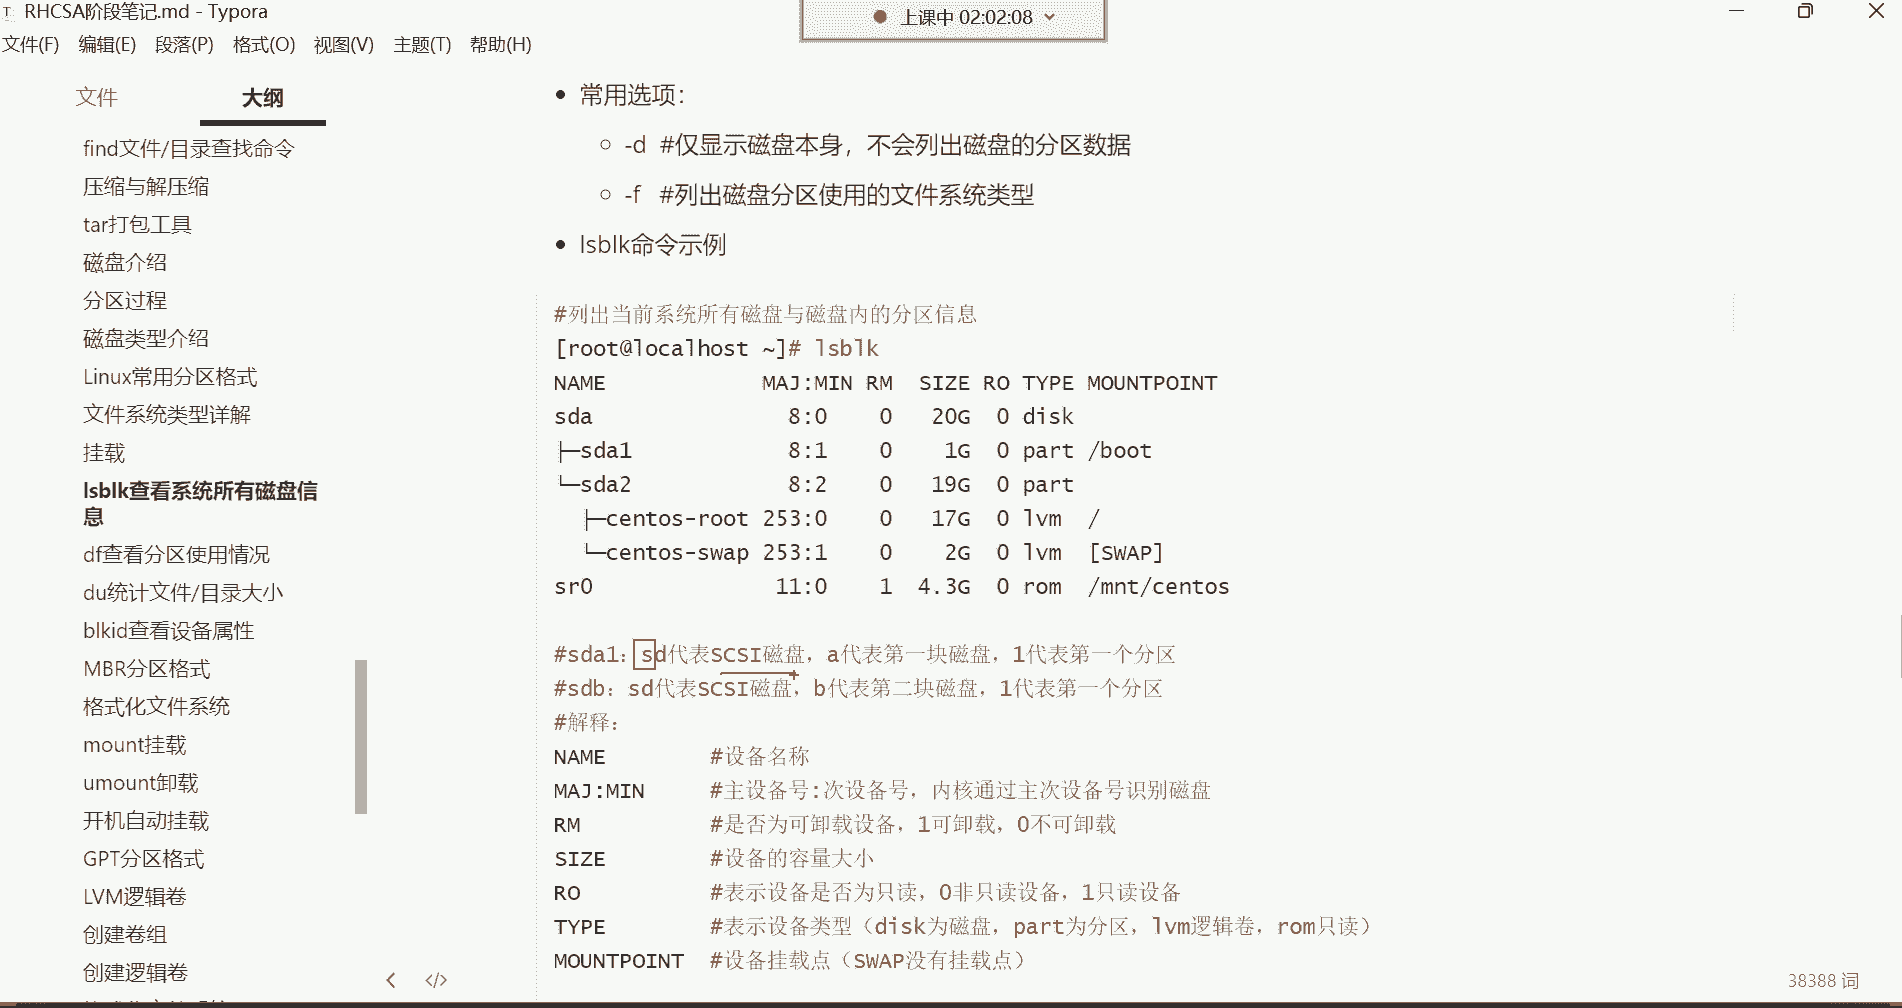 RHCSA阶段笔记.md - Typora
上课中 02:02:08
文件(F) 编辑(E) 段落(P) 格式(O) 视图(V) 主题(T) 帮助(H)
文件 大纲
find文件/目录查找命令
压缩与解压缩
tar打包工具
磁盘介绍
分区过程
磁盘类型介绍
Linux常用分区格式
文件系统类型详解
挂载
lsblk查看系统所有磁盘信
息
df查看分区使用情况
du统计文件/目录大小
blkid查看设备属性
MBR分区格式
格式化文件系统
mount挂载
umount卸载
开机自动挂载
GPT分区格式
LVM逻辑卷
创建卷组
创建逻辑卷
常用选项：
-d #仅显示磁盘本身，不会列出磁盘的分区数据
-f #列出磁盘分区使用的文件系统类型
lsblk命令示例
#列出当前系统所有磁盘与磁盘内的分区信息
[root@localhost ~]# lsblk
NAME MAJ:MIN RM SIZE RO TYPE MOUNTPOINT
sda 8:0 0 20G 0 disk
├─sda1 8:1 0 1G 0 part /boot
└─sda2 8:2 0 19G 0 part
├─centos-root 253:0 0 17G 0 lvm /
└─centos-swap 253:1 0 2G 0 lvm [SWAP]
sr0 11:0 1 4.3G 0 rom /mnt/centos
#sda1：sd代表SCSI磁盘，a代表第一块磁盘，1代表第一个分区
#sdb：sd代表SCSI磁盘，b代表第二块磁盘，1代表第一个分区
#解释：
NAME #设备名称
MAJ:MIN #主设备号:次设备号，内核通过主次设备号识别磁盘
RM #是否为可卸载设备，1可卸载，0不可卸载
SIZE #设备的容量大小
RO #表示设备是否为只读，0非只读设备，1只读设备
TYPE #表示设备类型（disk为磁盘，part为分区，lvm逻辑卷，rom只读）
MOUNTPOINT #设备挂载点（SWAP没有挂载点）
38388 词